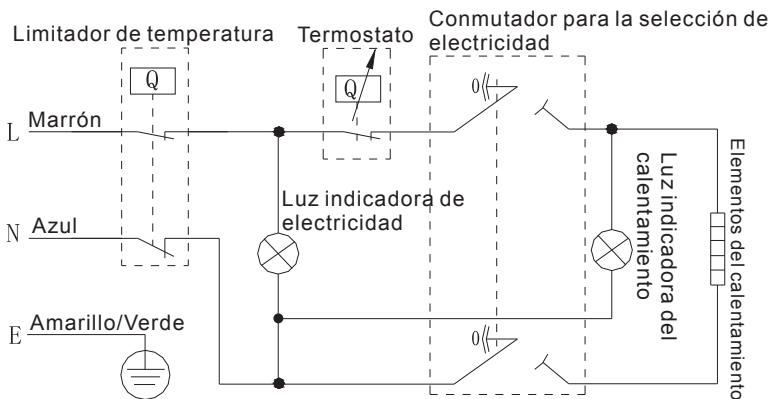 Limitador de temperatura
Termostato
Conmutador para la selección de
electricidad
Q
Q
0
L
Marrón
Luz indicadora de
electricidad
Luz indicadora del
calentamiento
Elementos del calentamiento
N
Azul
E
Amarillo/Verde
0